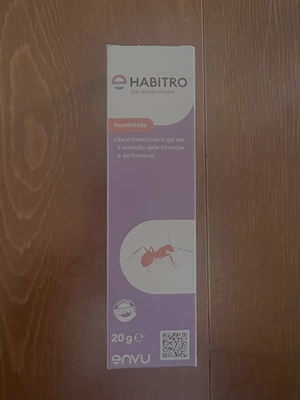 HABITRO
Gel Antiformiche
Insetticida
• Esca insetticida in gel per
il controllo delle formiche
e dei formicai
20 g e
envu